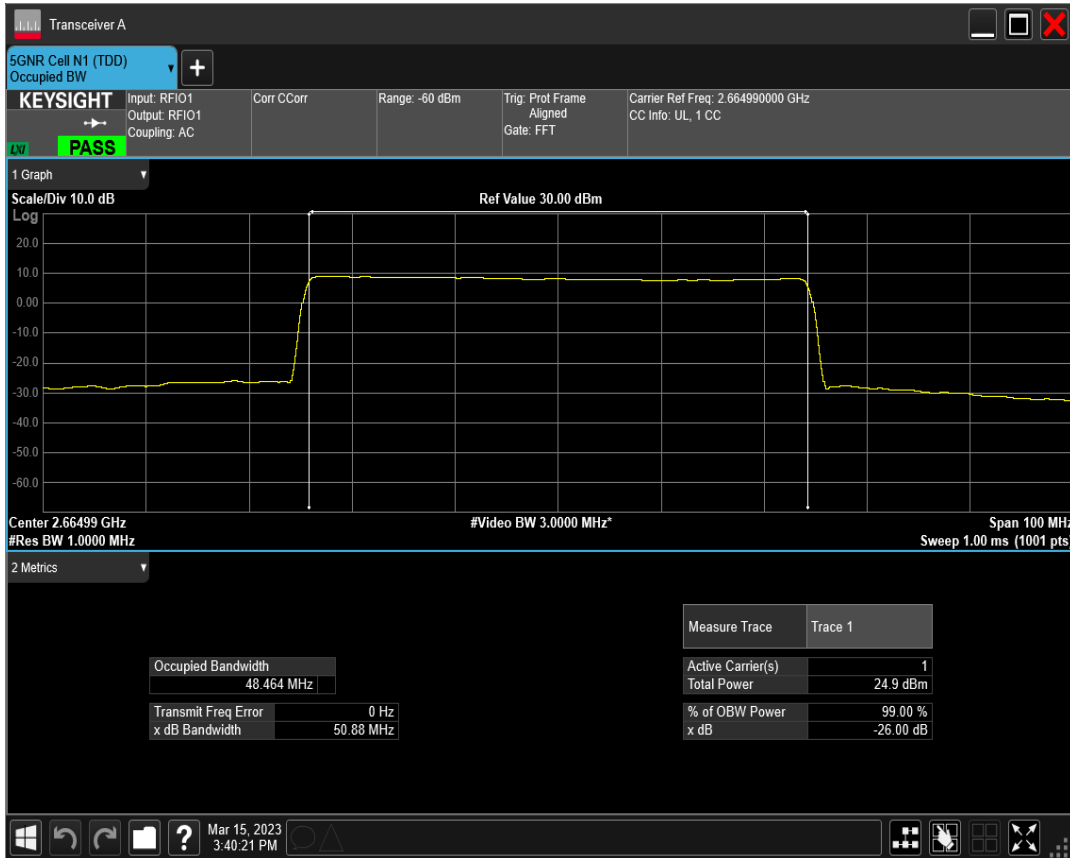 Transceiver A
5GNR Cell N1 (TDD)
Occupied BW
+
KEYSIGHT
LXI
PASS
Input: RFIO1
Output: RFIO1
Coupling: AC
Corr CCorr
Range: -60 dBm
Trig: Prot Frame
Aligned
Gate: FFT
Carrier Ref Freq: 2.664990000 GHz
CC Info: UL, 1 CC
1 Graph
Scale/Div 10.0 dB
Ref Value 30.00 dBm
Log
20.0
10.0
0.00
-10.0
-20.0
-30.0
-40.0
-50.0
-60.0
Center 2.66499 GHz
#Video BW 3.0000 MHz*
Span 100 MHz
#Res BW 1.0000 MHz
Sweep 1.00 ms (1001 pts)
2 Metrics
Measure Trace Trace 1
Occupied Bandwidth
48.464 MHz
Active Carrier(s) 1
Total Power 24.9 dBm
Transmit Freq Error 0 Hz
x dB Bandwidth 50.88 MHz
% of OBW Power 99.00 %
x dB -26.00 dB
?
Mar 15, 2023
3:40:21 PM